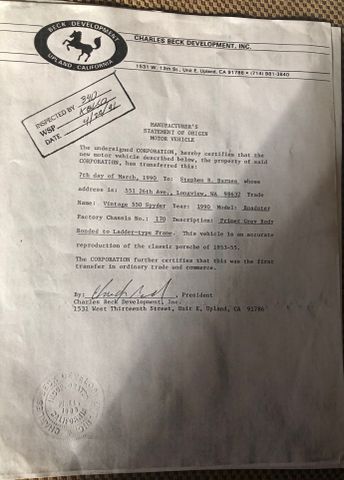 BECK DEVELOPMENT
UPLAND CALIFORNIA
CHARLES BECK DEVELOPMENT, INC.
1531 W. 13th St., Unit E, Upland, CA 91786 • (714) 981-3840
INSPECTED BY
WSP
DATE
MANUFACTURER'S
STATEMENT OF ORIGIN
MOTOR VEHICLE
The undersigned CORPORATION, hereby certifies that the
new motor vehicle described below, the property of said
CORPORATION, has transferred this:
7th day of March, 1990 To: Stephen R. whose
address is: 551 26th Ave., Longview, WA 98632 Trade
Name: Vintage 550 Spyder Year: 1990 Model: Roadster
Factory Chassis No.: 170 Description: Primer Gray Body
Bonded to Ladder-type Frame. This vehicle is an accurate
reproduction of the classic porsche of 1953-55.
The CORPORATION further certifies that this was the first
transfer in ordinary trade and commerce.
By: , President
Charles Beck Development, Inc.
1531 West Thirteenth Street, Unit E, Upland, CA 91786